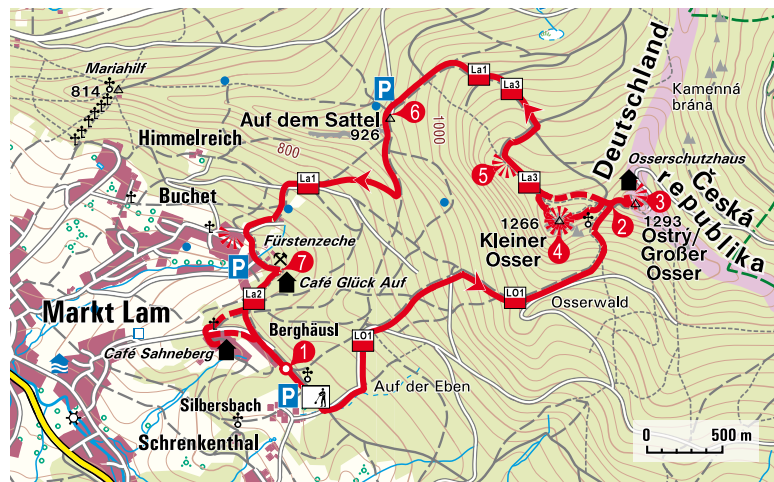 Mariahilf
814
Himmelreich
Buchet
Auf dem Sattel
926
P
6
La1
La3
1000
800
La1
La3
5
Deutschland
Česká
republika
Kamenná
brána
Osserschutzhaus
3
2
1293
Ostrý/
Großer
Osser
1266
Kleiner
Osser
4
Fürstenzeche
7
Café Glück Auf
P
La2
Markt Lam
Berghäusl
1
Café Sahneberg
LO1
LO1
Osserwald
Auf der Eben
P
Silbersbach
Schrenkenthal
0 500 m